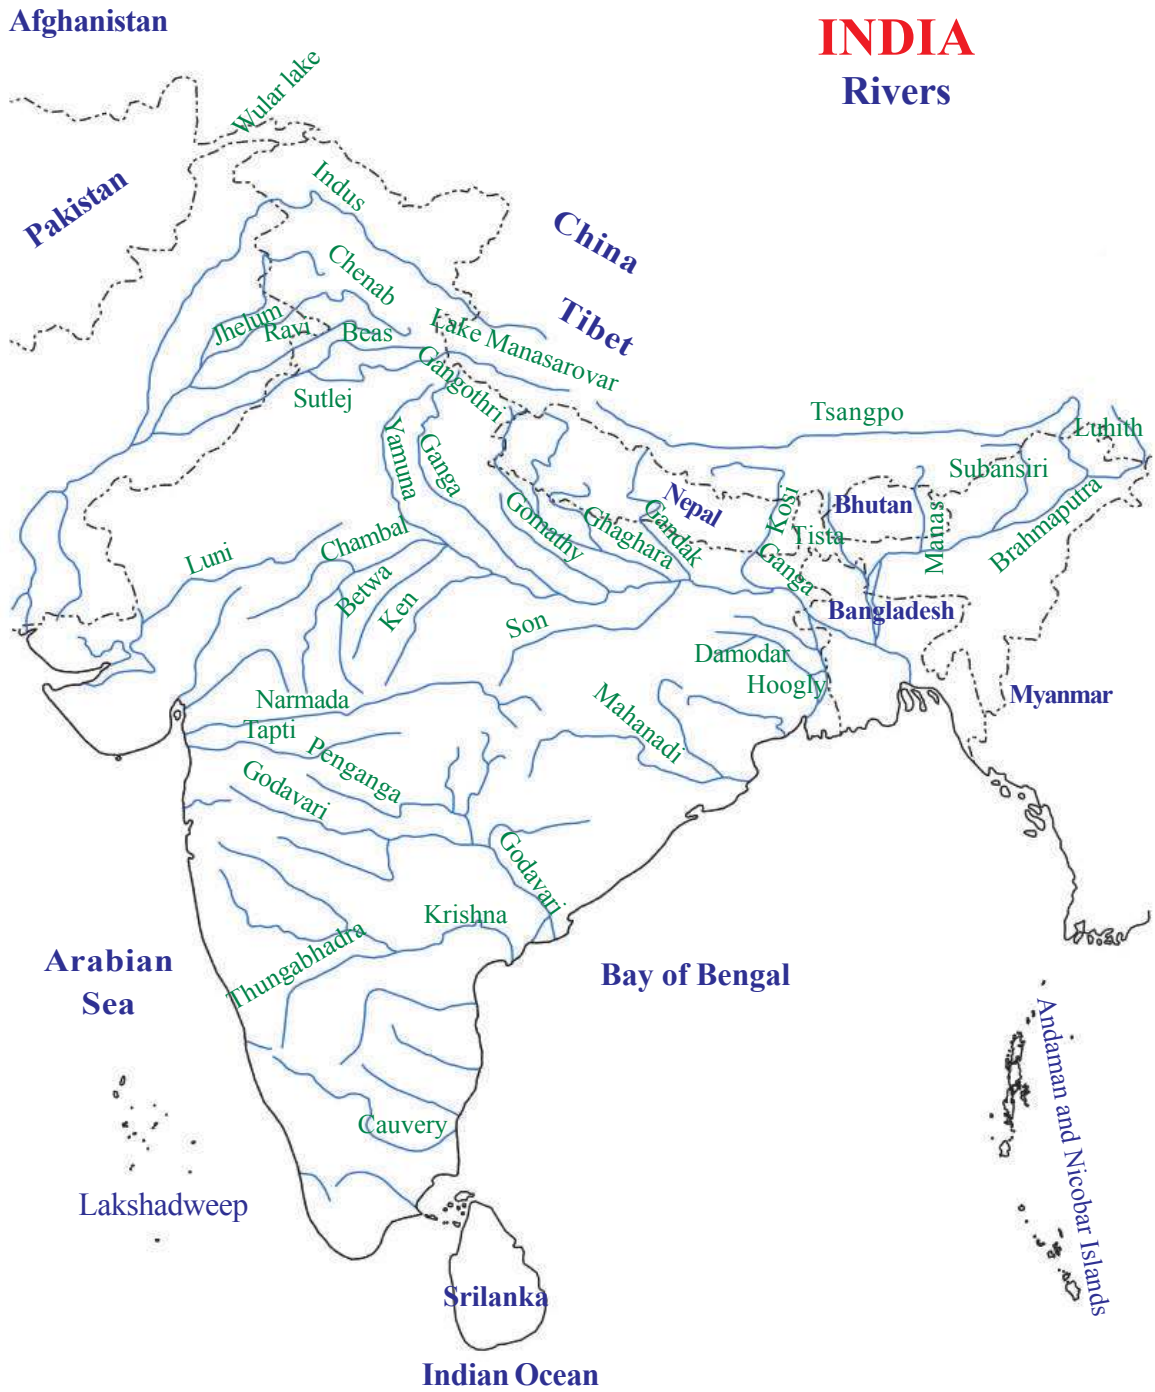 Afghanistan
INDIA
Rivers
Wular lake
Pakistan
Indus
China
Chenab
Tibet
Jhelum
Ravi
Beas
Lake Manasarovar
Gangothri
Sutlej
Tsangpo
Luhith
Yamuna
Ganga
Subansiri
Nepal
Kosi
Bhutan
Manas
Brahmaputra
Gomathy
Ghaghara
Gandak
Tista
Luni
Chambal
Ganga
Betwa
Ken
Bangladesh
Son
Damodar
Hoogly
Myanmar
Narmada
Tapti
Mahanadi
Penganga
Godavari
Godavari
Krishna
Thungabhadra
Arabian
Sea
Bay of Bengal
Andaman and Nicobar Islands
Cauvery
Lakshadweep
Srilanka
Indian Ocean